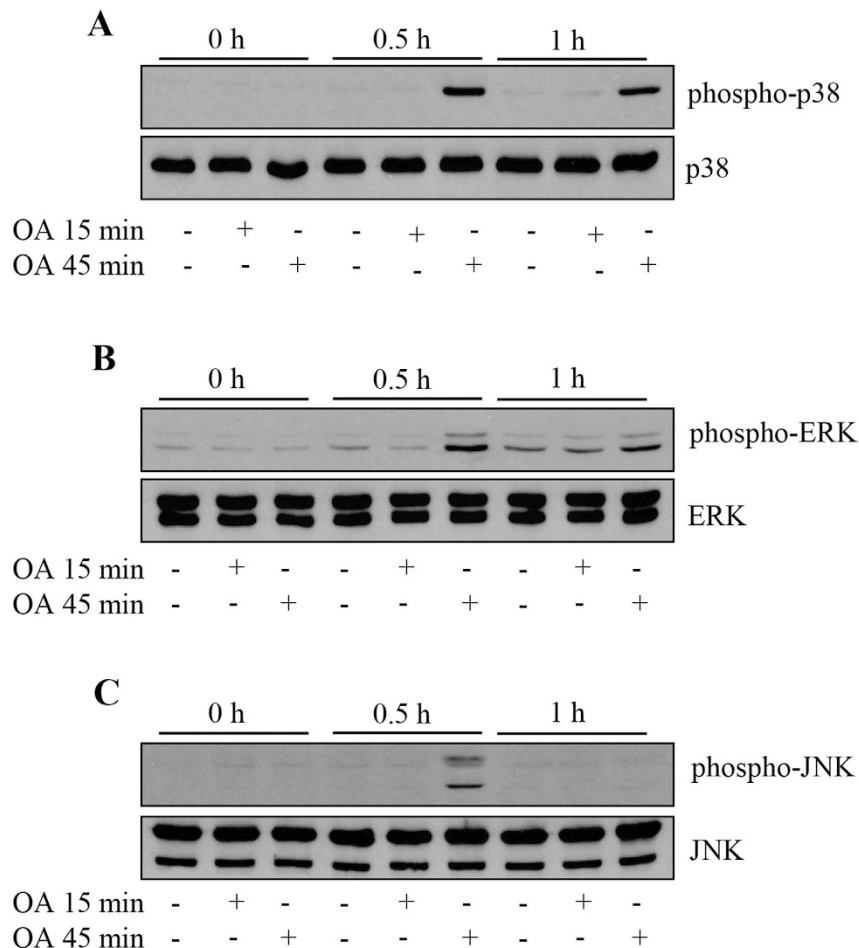 A
0 h 0.5 h 1 h
phospho-p38
p38
OA 15 min - + - - + - - + -
OA 45 min - - + - - + - - +
B
0 h 0.5 h 1 h
phospho-ERK
ERK
OA 15 min - + - - + - - + -
OA 45 min - - + - - + - - +
C
0 h 0.5 h 1 h
phospho-JNK
JNK
OA 15 min - + - - + - - + -
OA 45 min - - + - - + - - +